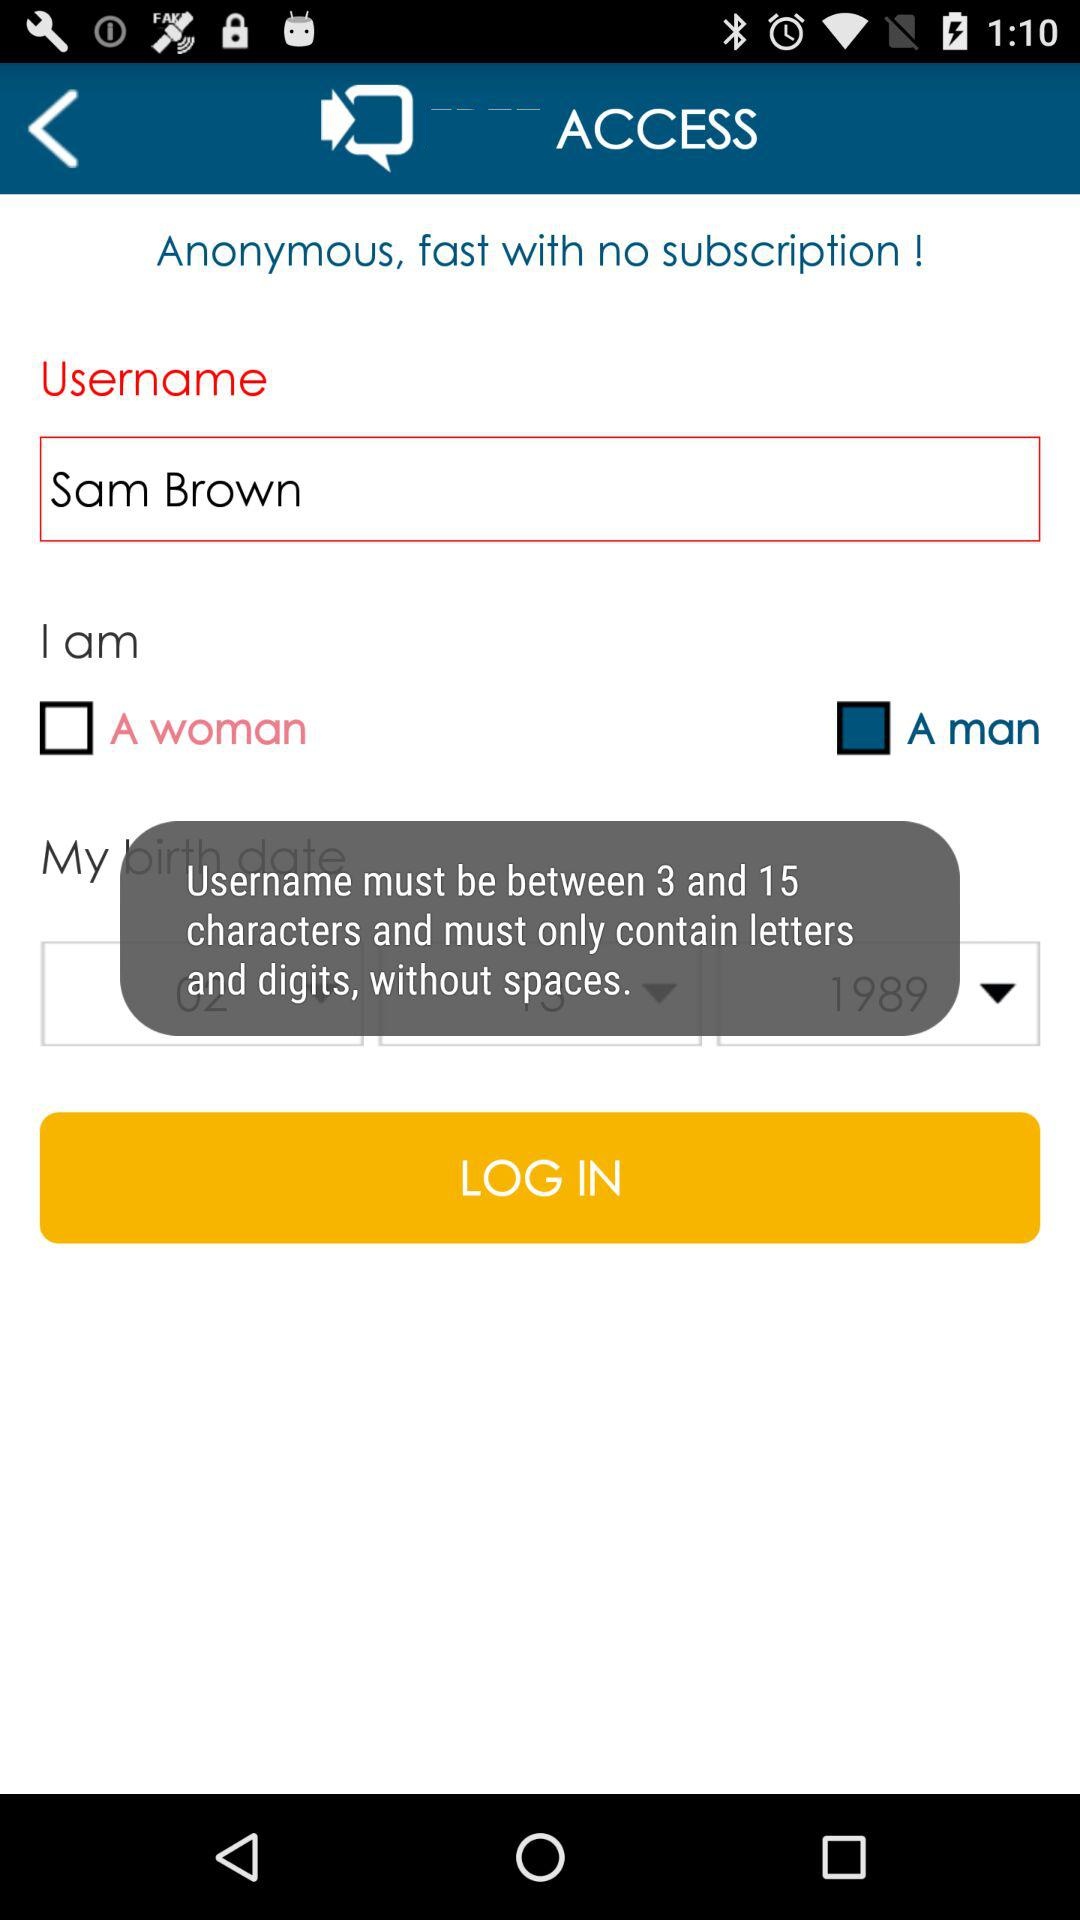 FAKE
1:10
ACCESS
Anonymous, fast with no subscription !
Username
Sam Brown
I am
A woman
A man
My birth date
Username must be between 3 and 15
characters and must only contain letters
and digits, without spaces.
02
1989
LOG IN